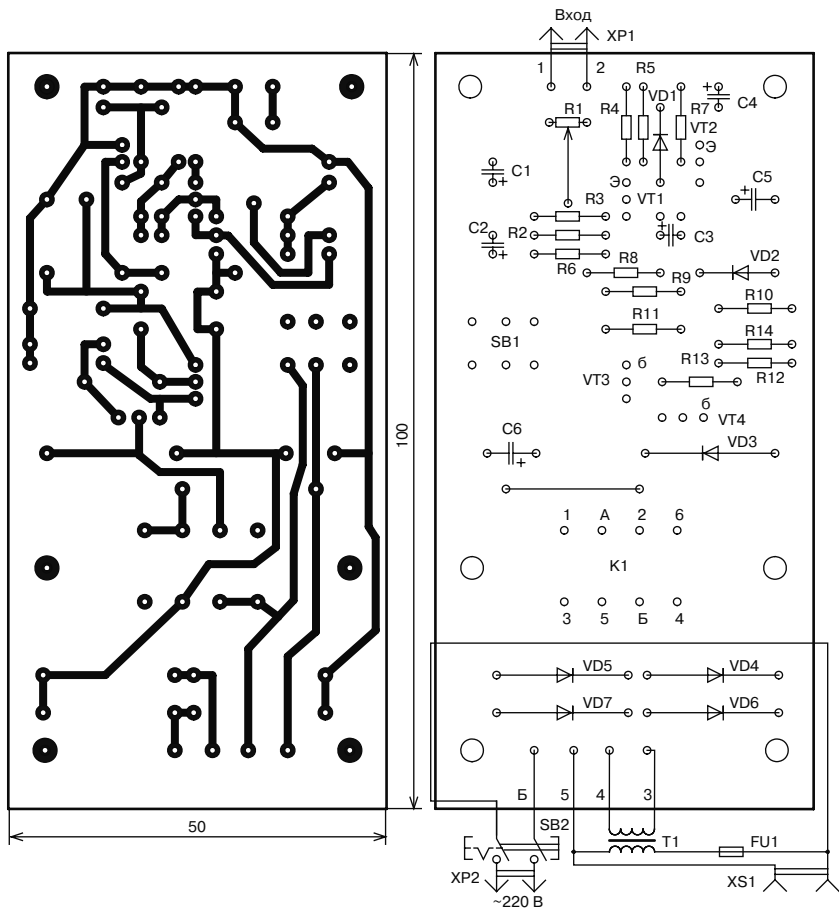 Вход
XP1
1 2
R5
R1 R4 VD1 R7 C4
VT2
Э
C1 Э C5
R3 VT1
C2 R2 C3
R6 R8 VD2
R9
R10
R11
SB1 R14
R13
б R12
VT3
б
VT4
C6 VD3
100
1 А 2 6
K1
3 5 Б 4
VD5 VD4
VD7 VD6
Б 5 4 3
50
SB2
T1 FU1
XP2
XS1
~220 В